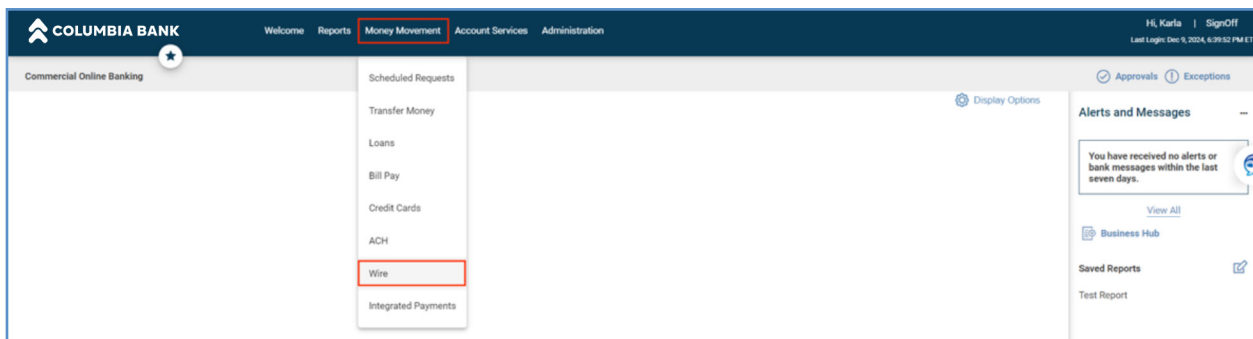 COLUMBIA BANK
Welcome Reports Money Movement Account Services Administration
Hi, Karla | SignOff
Last Login: Dec 9, 2024, 6:39:52 PM ET
Commercial Online Banking
Approvals Exceptions
Scheduled Requests
Transfer Money
Loans
Bill Pay
Credit Cards
ACH
Wire
Integrated Payments
Display Options
Alerts and Messages
You have received no alerts or
bank messages within the last
seven days.
View All
Business Hub
Saved Reports
Test Report